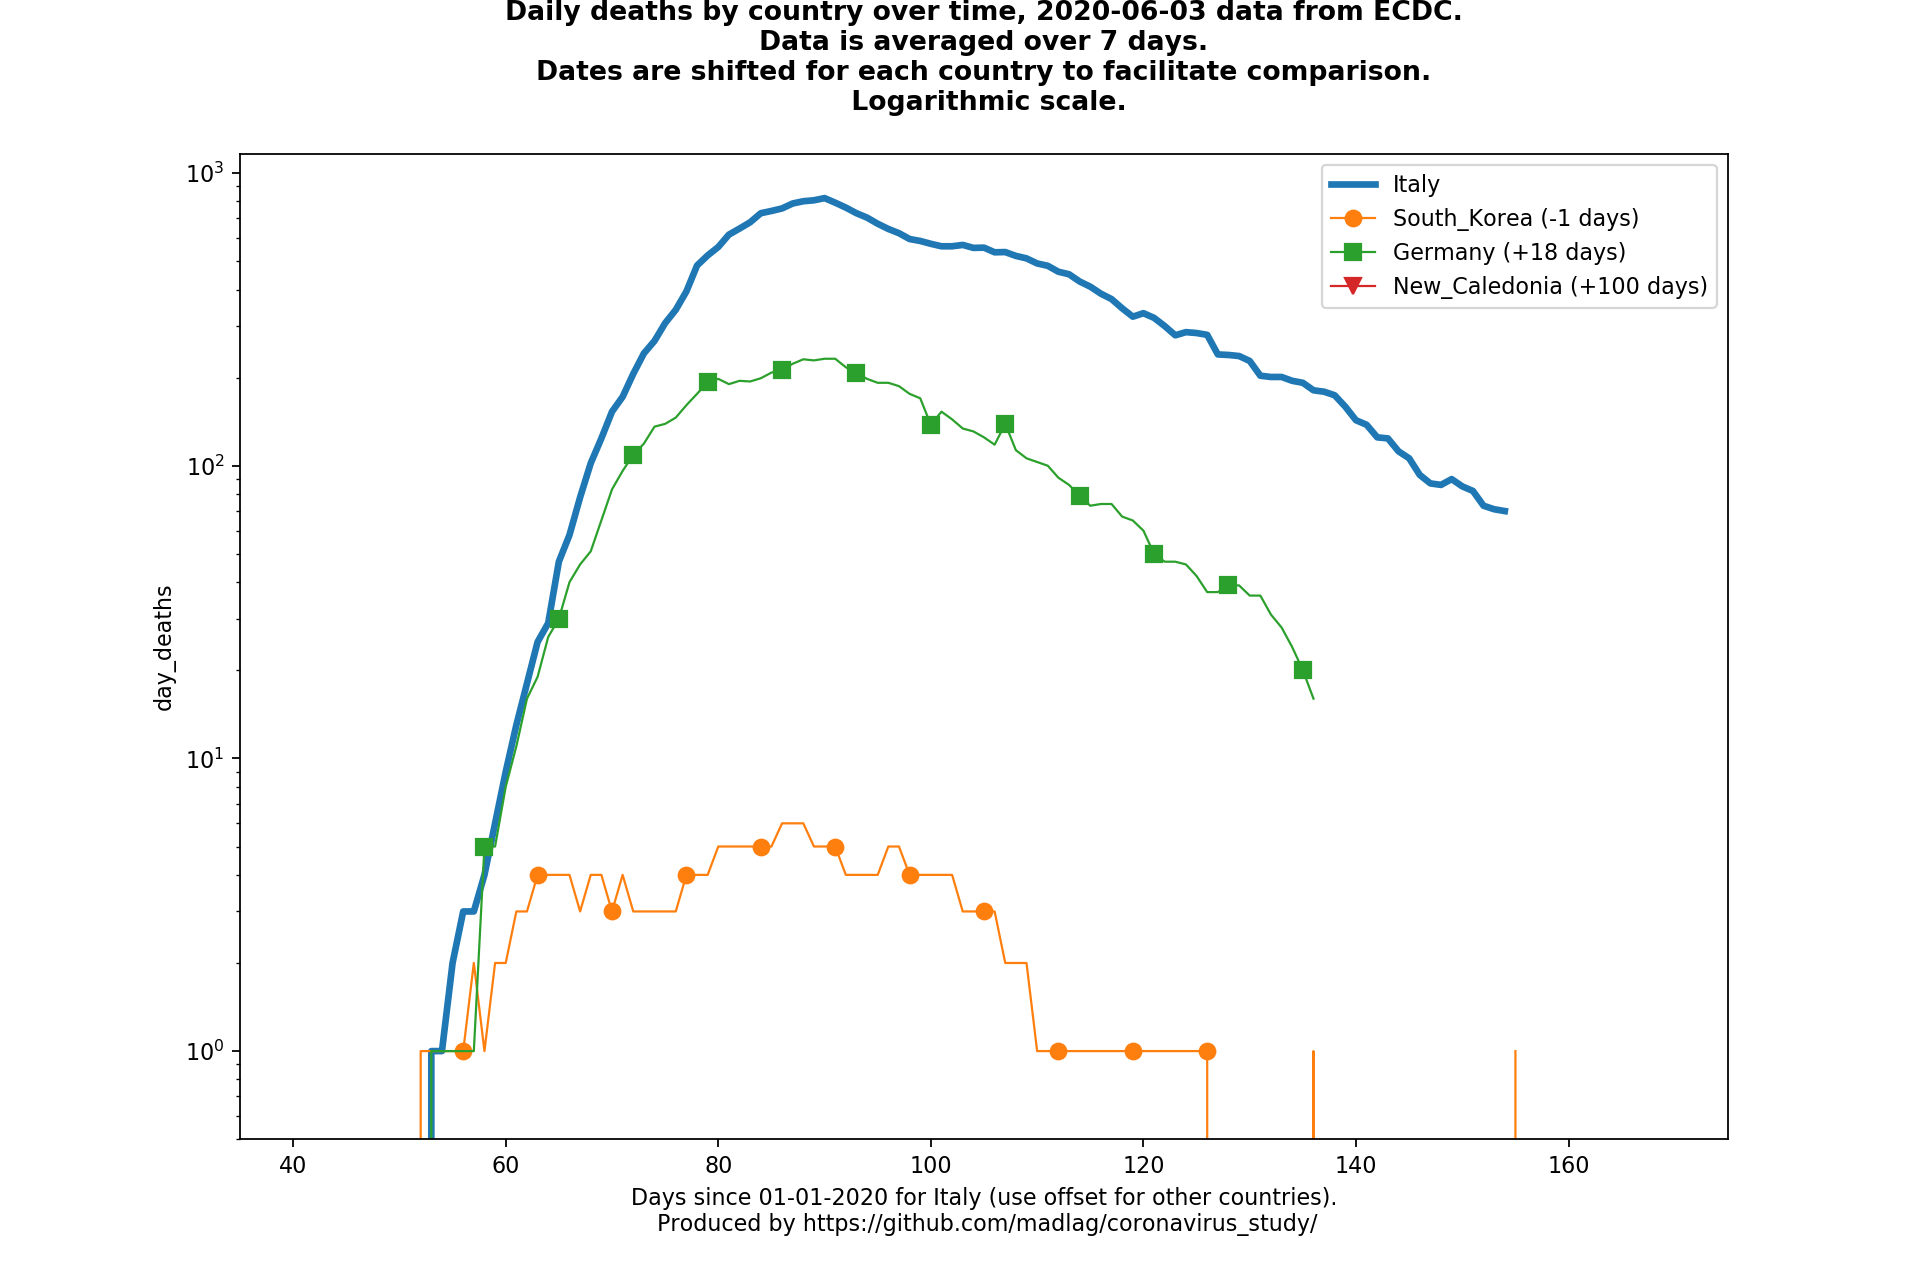 Daily deaths by country over time, 2020-06-03 data from ECDC.
Data is averaged over 7 days.
Dates are shifted for each country to facilitate comparison.
Logarithmic scale.
10³
10²
10¹
10⁰
day_deaths
Italy
South_Korea (-1 days)
Germany (+18 days)
New_Caledonia (+100 days)
40 60 80 100 120 140 160
Days since 01-01-2020 for Italy (use offset for other countries).
Produced by https://github.com/madlag/coronavirus_study/